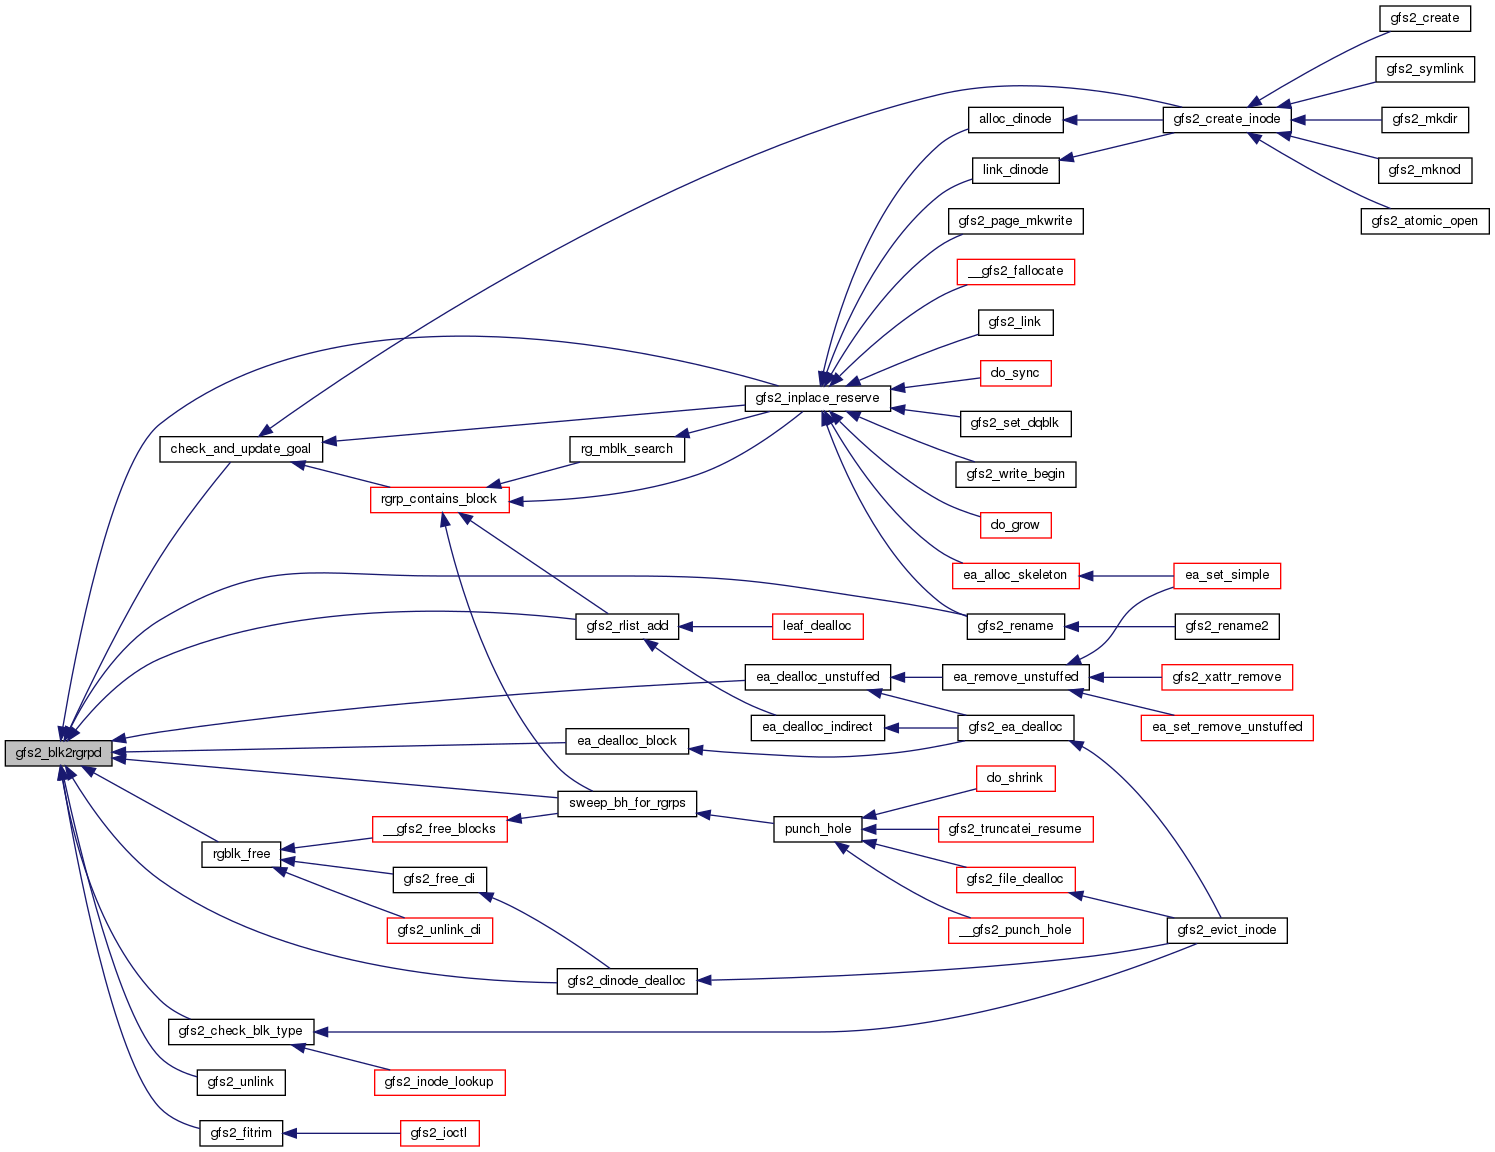 gfs2_create
gfs2_symlink
alloc_dinode
gfs2_create_inode
gfs2_mkdir
link_dinode
gfs2_mknod
gfs2_page_mkwrite
gfs2_atomic_open
__gfs2_fallocate
gfs2_link
do_sync
gfs2_inplace_reserve
gfs2_set_dqblk
check_and_update_goal
rg_mblk_search
gfs2_write_begin
rgrp_contains_block
do_grow
ea_alloc_skeleton
ea_set_simple
gfs2_rlist_add
leaf_dealloc
gfs2_rename
gfs2_rename2
ea_dealloc_unstuffed
ea_remove_unstuffed
gfs2_xattr_remove
ea_dealloc_indirect
gfs2_ea_dealloc
ea_set_remove_unstuffed
gfs2_blk2rgrpd
ea_dealloc_block
do_shrink
sweep_bh_for_rgrps
__gfs2_free_blocks
punch_hole
gfs2_truncatei_resume
rgblk_free
gfs2_free_di
gfs2_file_dealloc
gfs2_unlink_di
__gfs2_punch_hole
gfs2_evict_inode
gfs2_dinode_dealloc
gfs2_check_blk_type
gfs2_unlink
gfs2_inode_lookup
gfs2_fitrim
gfs2_ioctl